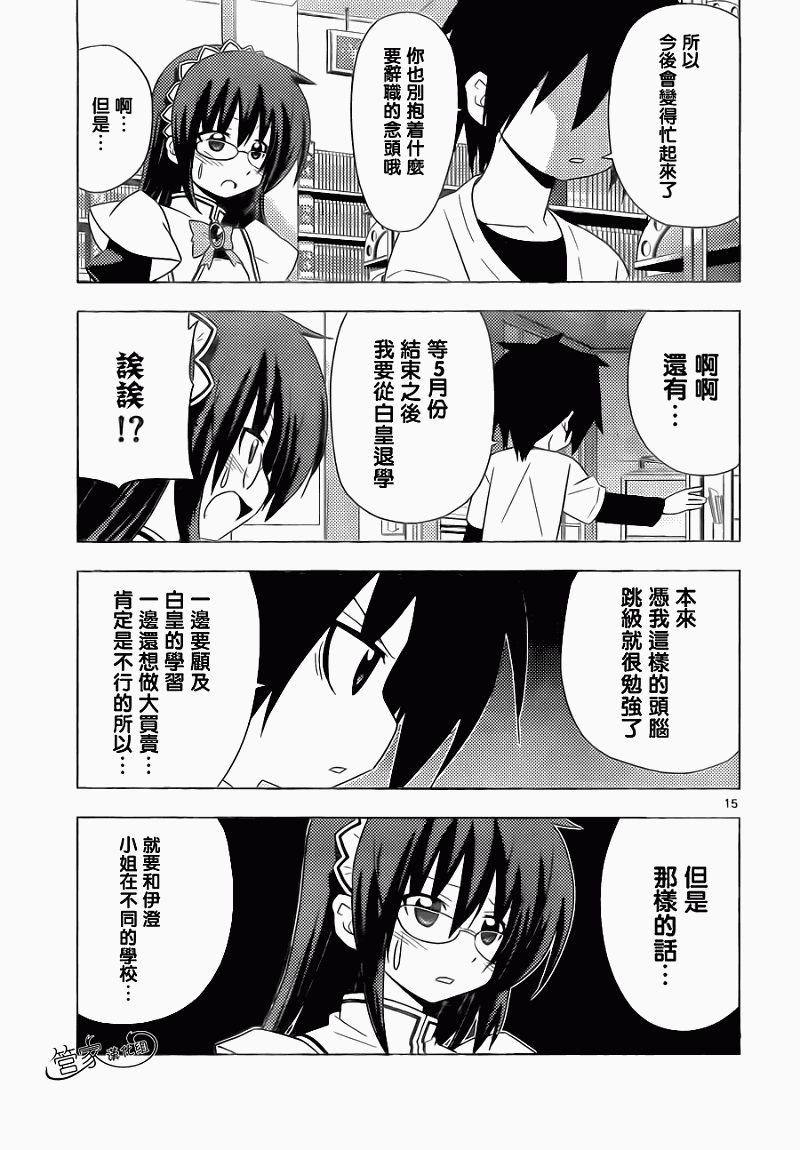 所以
今後會變得忙起來了
你也別抱着什麼
要辭職的念頭哦
啊…
但是…
啊啊
還有…
等5月份
結束之後
我要從白皇退學
誒誒
!?
本來
憑我這樣的頭腦
跳級就很勉強了
一邊要顧及
白皇的學習
一邊還想做大買賣…
肯定是不行的所以…
15
但是
那樣的話…
就要和伊澄
小姐在不同的學校…
管家漢化組